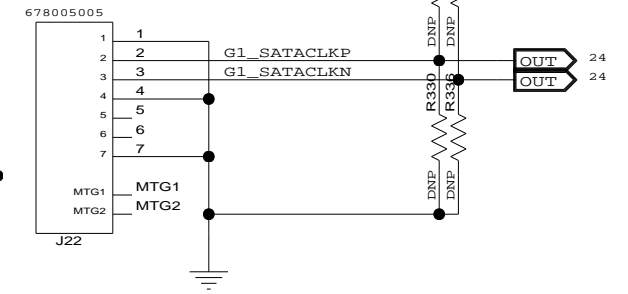 678005005
DNP DNP
1 1
2 2 G1_SATACLKP OUT 24
3 3 G1_SATACLKN OUT 24
4 4
R330
5 5
6 6
7 7
DNP DNP
MTG1 MTG1
MTG2 MTG2
J22